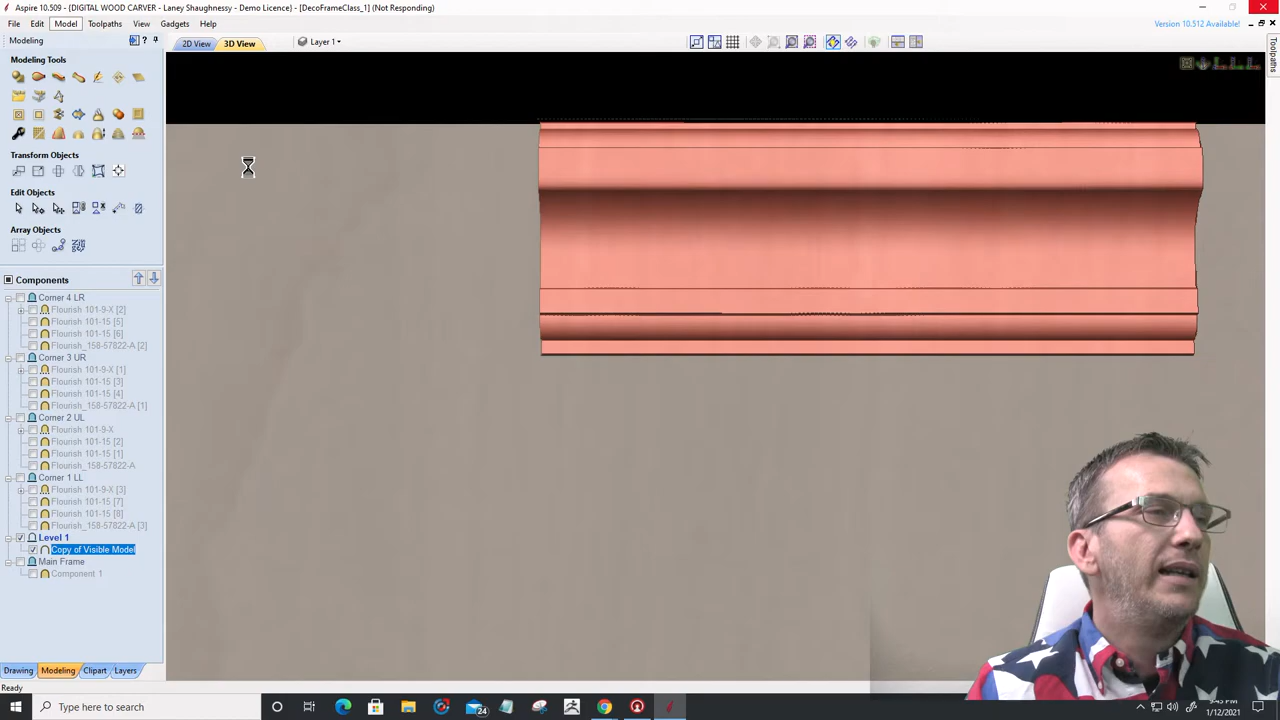 Aspire 10.509 - {DIGITAL WOOD CARVER - Laney Shaughnessy - Demo Licence} - [DecoFrameClass_1] (Not Responding)
File Edit Model Toolpaths View Gadgets Help
Version 10.512 Available!
Modeling
2D View 3D View Layer 1
Toolpaths
Modeling Tools
Transform Objects
Edit Objects
Array Objects
Components
Corner 4 LR
Flourish 101-9-X [2]
Flourish 101-15 [5]
Flourish 101-15 [6]
Flourish_158-57822-A [2]
Corner 3 UR
Flourish 101-9-X [1]
Flourish 101-15 [3]
Flourish 101-15 [4]
Flourish_158-57822-A [1]
Corner 2 UL
Flourish 101-9-X
Flourish 101-15 [2]
Flourish 101-15 [1]
Flourish_158-57822-A
Corner 1 LL
Flourish 101-9-X [3]
Flourish 101-15 [7]
Flourish 101-15 [8]
Flourish_158-57822-A [3]
Level 1
Copy of Visible Model
Main Frame
Component 1
Drawing Modeling Clipart Layers
Ready
Type here to search
24
9:43 PM
1/12/2021